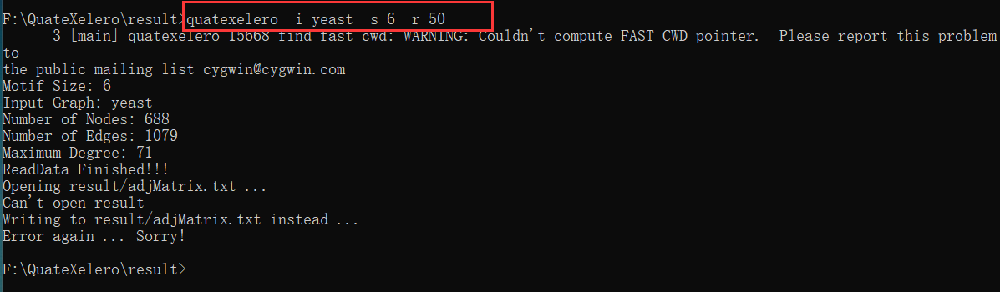 F:\QuateXelero\result>quatexelero -i yeast -s 6 -r 50
      3 [main] quatexelero 15668 find_fast_cwd: WARNING: Couldn't compute FAST_CWD pointer.  Please report this problem
to
the public mailing list cygwin@cygwin.com
Motif Size: 6
Input Graph: yeast
Number of Nodes: 688
Number of Edges: 1079
Maximum Degree: 71
ReadData Finished!!!
Opening result/adjMatrix.txt ...
Can't open result
Writing to result/adjMatrix.txt instead ...
Error again ... Sorry!
F:\QuateXelero\result>